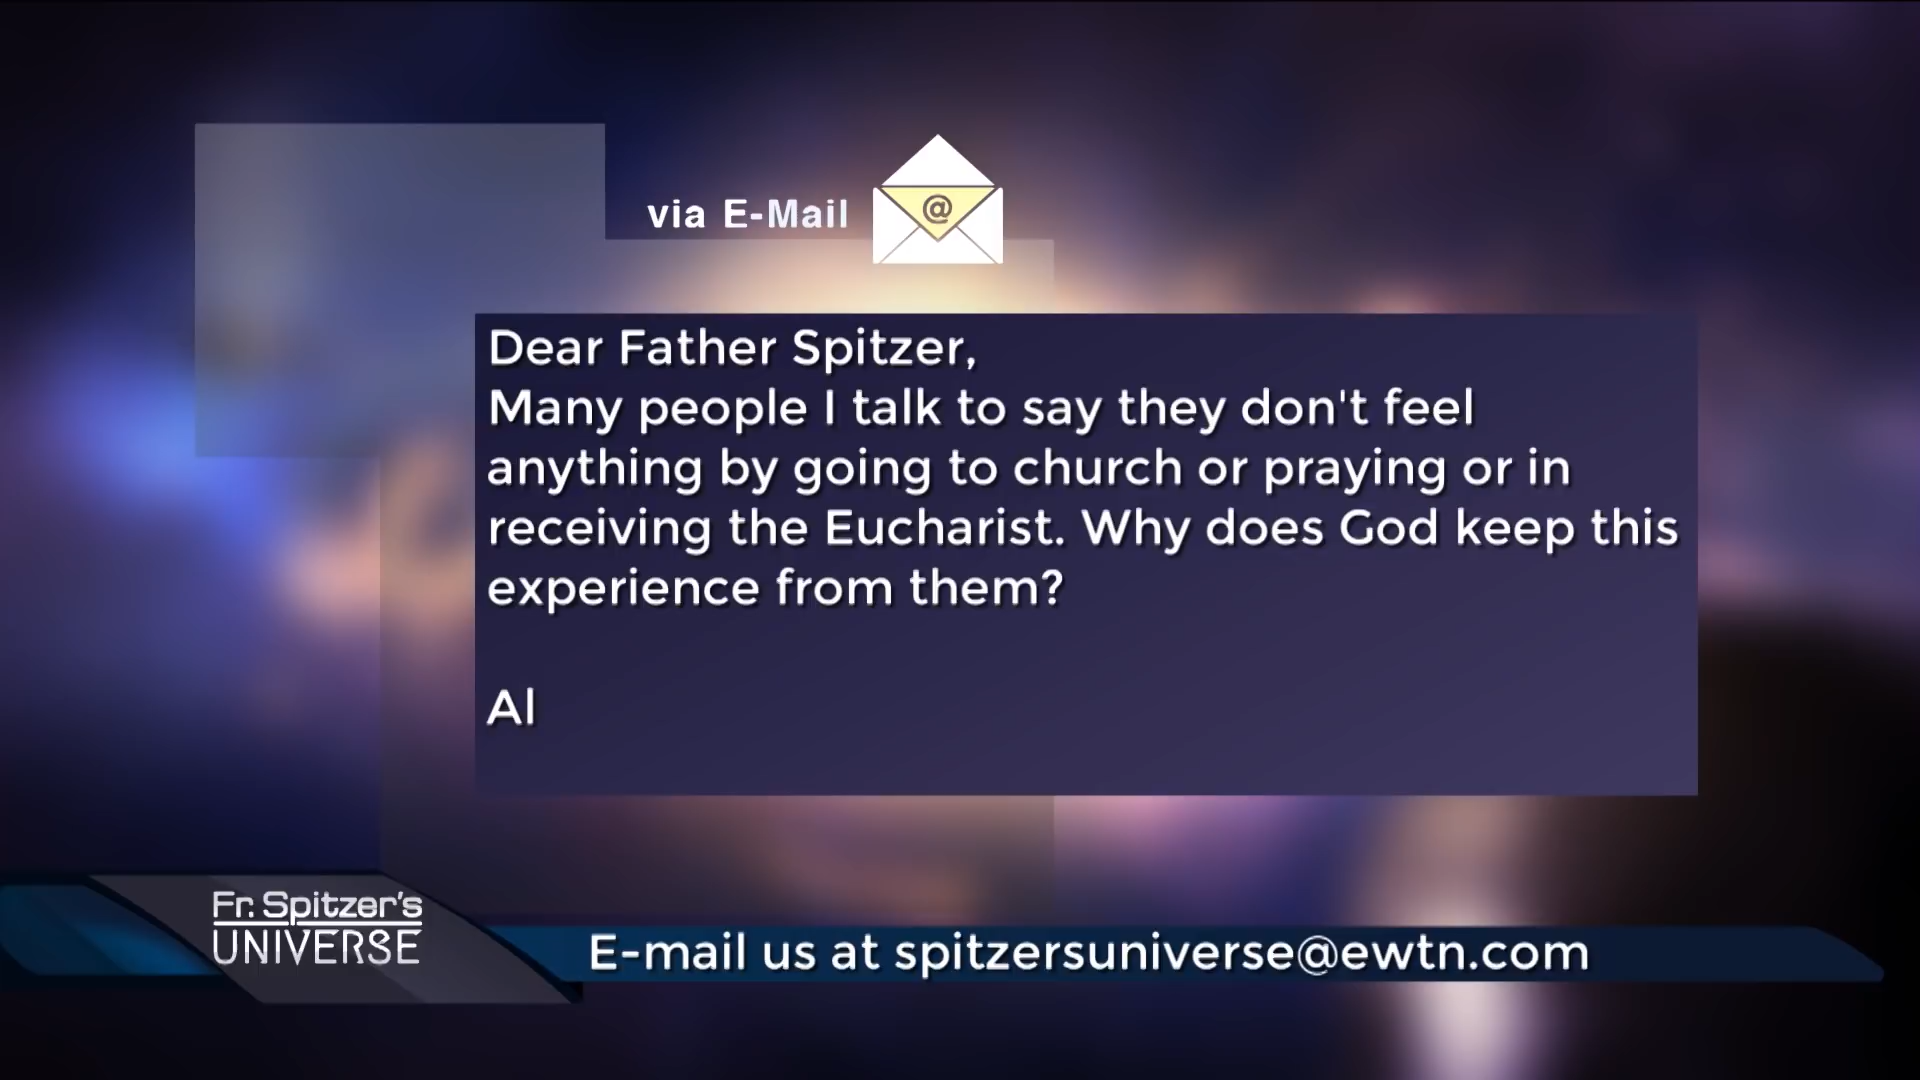 via E-Mail
@
Dear Father Spitzer,
Many people I talk to say they don't feel
anything by going to church or praying or in
receiving the Eucharist. Why does God keep this
experience from them?
Al
Fr. Spitzer's
UNIVERSE
E-mail us at spitzersuniverse@ewtn.com